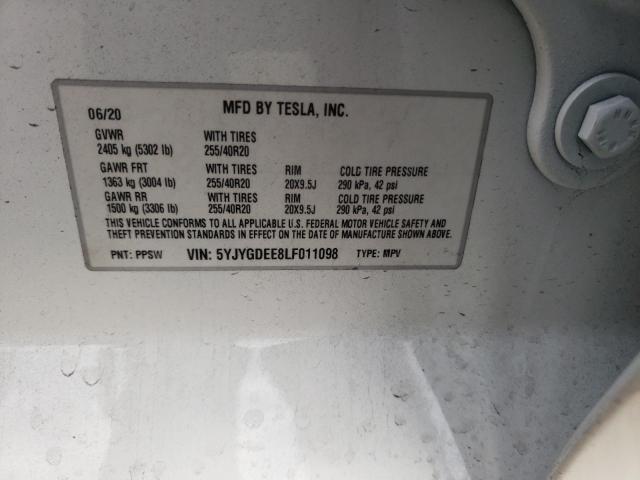 06/20 MFD BY TESLA, INC.
GVWR WITH TIRES
2405 kg (5302 lb) 255/40R20
GAWR FRT WITH TIRES RIM COLD TIRE PRESSURE
1363 kg (3004 lb) 255/40R20 20X9.5J 290 kPa, 42 psi
GAWR RR WITH TIRES RIM COLD TIRE PRESSURE
1500 kg (3306 lb) 255/40R20 20X9.5J 290 kPa, 42 psi
THIS VEHICLE CONFORMS TO ALL APPLICABLE U.S. FEDERAL MOTOR VEHICLE SAFETY AND
THEFT PREVENTION STANDARDS IN EFFECT ON THE DATE OF MANUFACTURE SHOWN ABOVE.
PNT: PPSW VIN: 5YJYGDEE8LF011098 TYPE: MPV